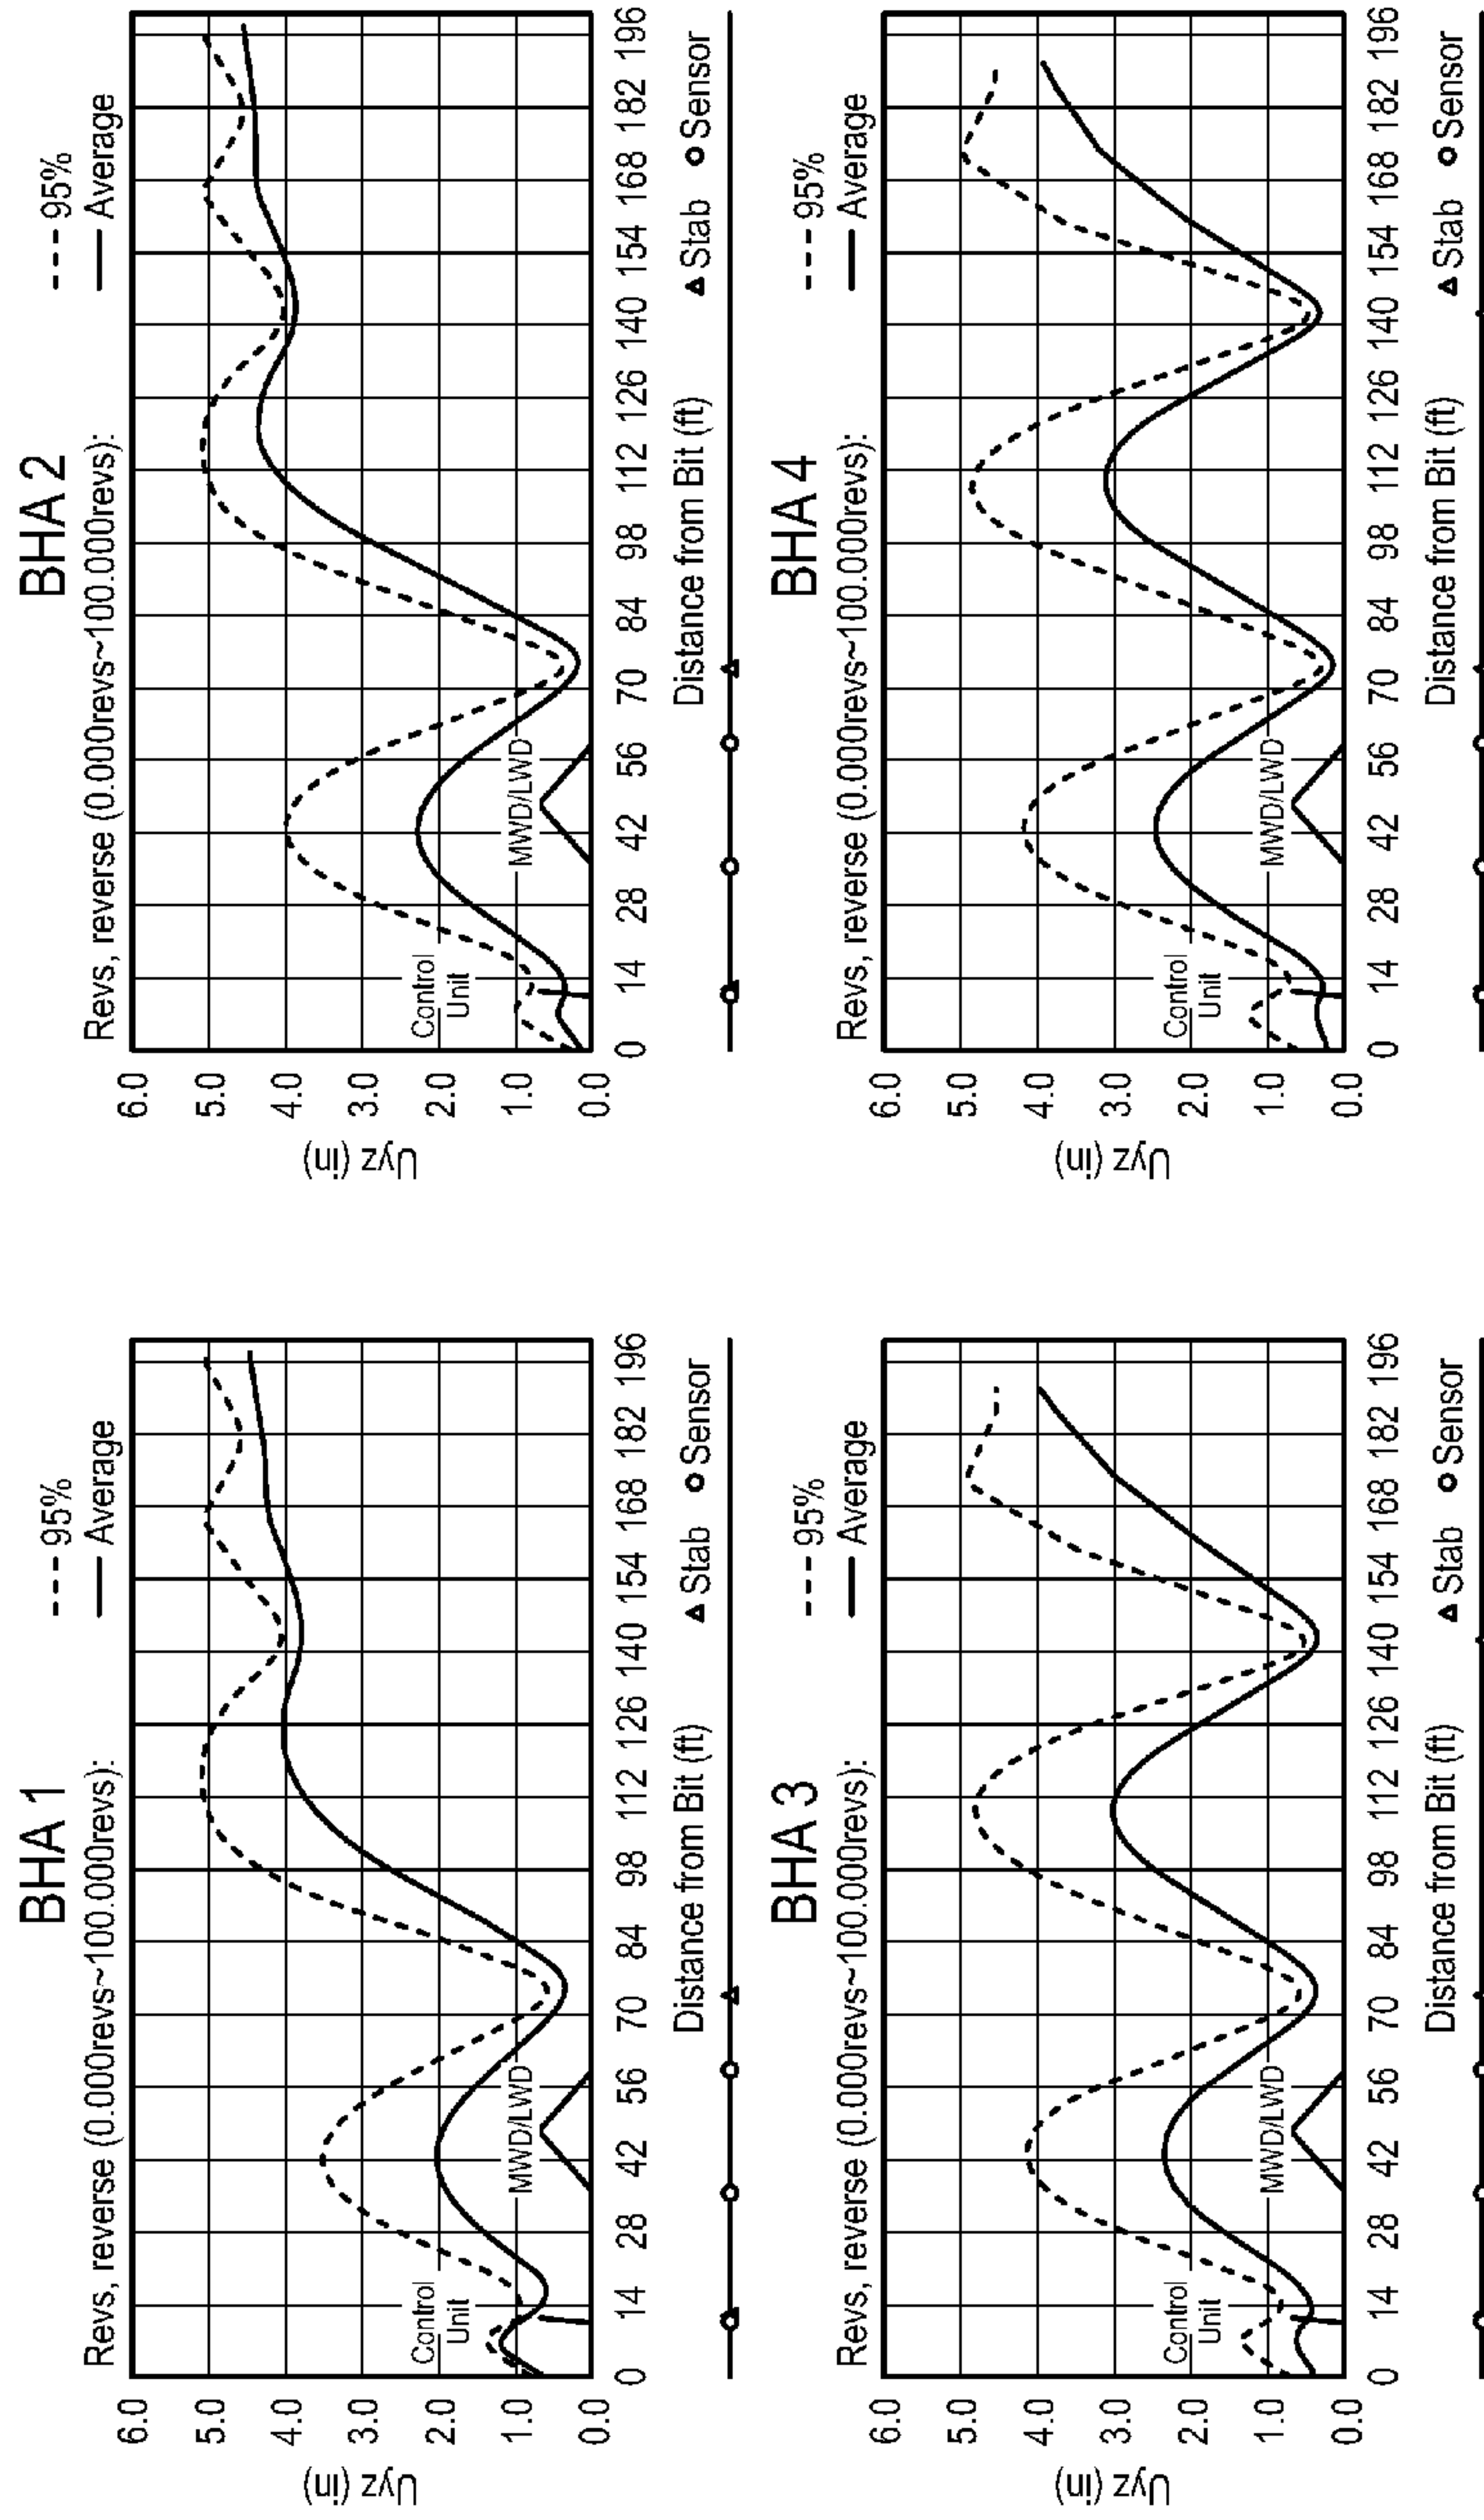 BHA 1
Revs, reverse (0.000revs~100.000revs):
--- 95%
— Average
Uyz (in)
6.0
5.0
4.0
3.0
2.0
1.0
0.0
Control
Unit
MWD/LWD
0 14 28 42 56 70 84 98 112 126 140 154 168 182 196
Distance from Bit (ft)
Stab
Sensor
BHA 2
Revs, reverse (0.000revs~100.000revs):
--- 95%
— Average
Uyz (in)
6.0
5.0
4.0
3.0
2.0
1.0
0.0
Control
Unit
MWD/LWD
0 14 28 42 56 70 84 98 112 126 140 154 168 182 196
Distance from Bit (ft)
Stab
Sensor
BHA 3
Revs, reverse (0.000revs~100.000revs):
--- 95%
— Average
Uyz (in)
6.0
5.0
4.0
3.0
2.0
1.0
0.0
Control
Unit
MWD/LWD
0 14 28 42 56 70 84 98 112 126 140 154 168 182 196
Distance from Bit (ft)
Stab
Sensor
BHA 4
Revs, reverse (0.000revs~100.000revs):
--- 95%
— Average
Uyz (in)
6.0
5.0
4.0
3.0
2.0
1.0
0.0
Control
Unit
MWD/LWD
0 14 28 42 56 70 84 98 112 126 140 154 168 182 196
Distance from Bit (ft)
Stab
Sensor